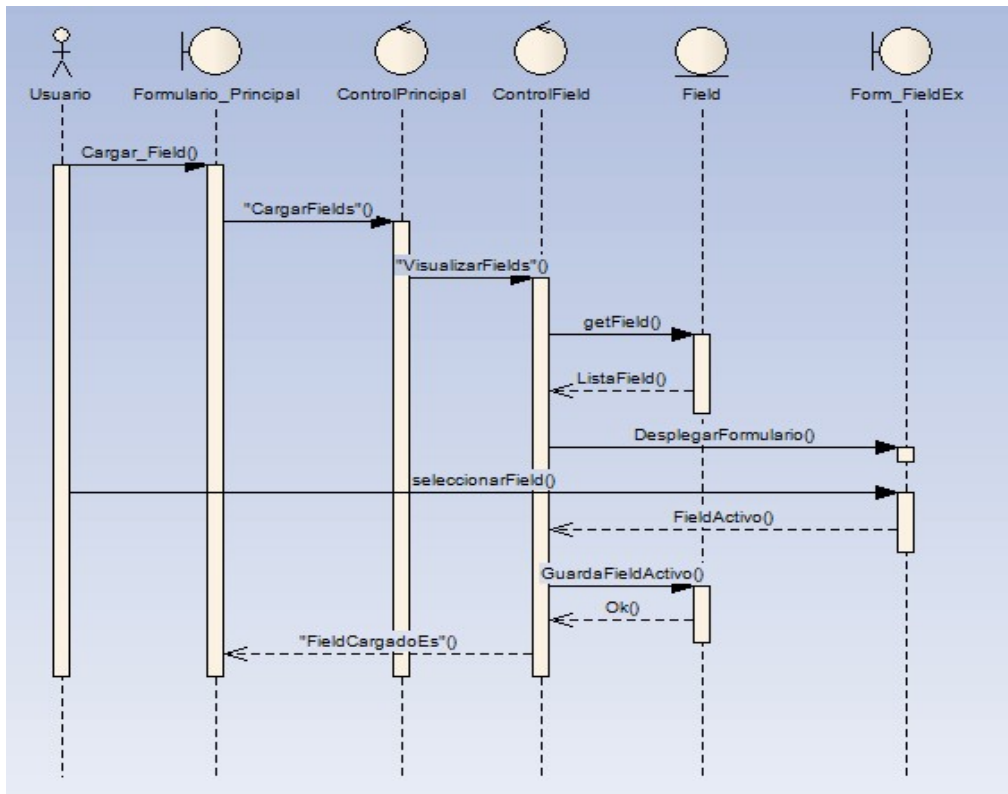 Usuario
Formulario_Principal
ControlPrincipal
ControlField
Field
Form_FieldEx
Cargar_Field()
"CargarFields"()
"VisualizarFields"()
getField()
ListaField()
DesplegarFormulario()
seleccionarField()
FieldActivo()
GuardaFieldActivo()
Ok()
"FieldCargadoEs"()